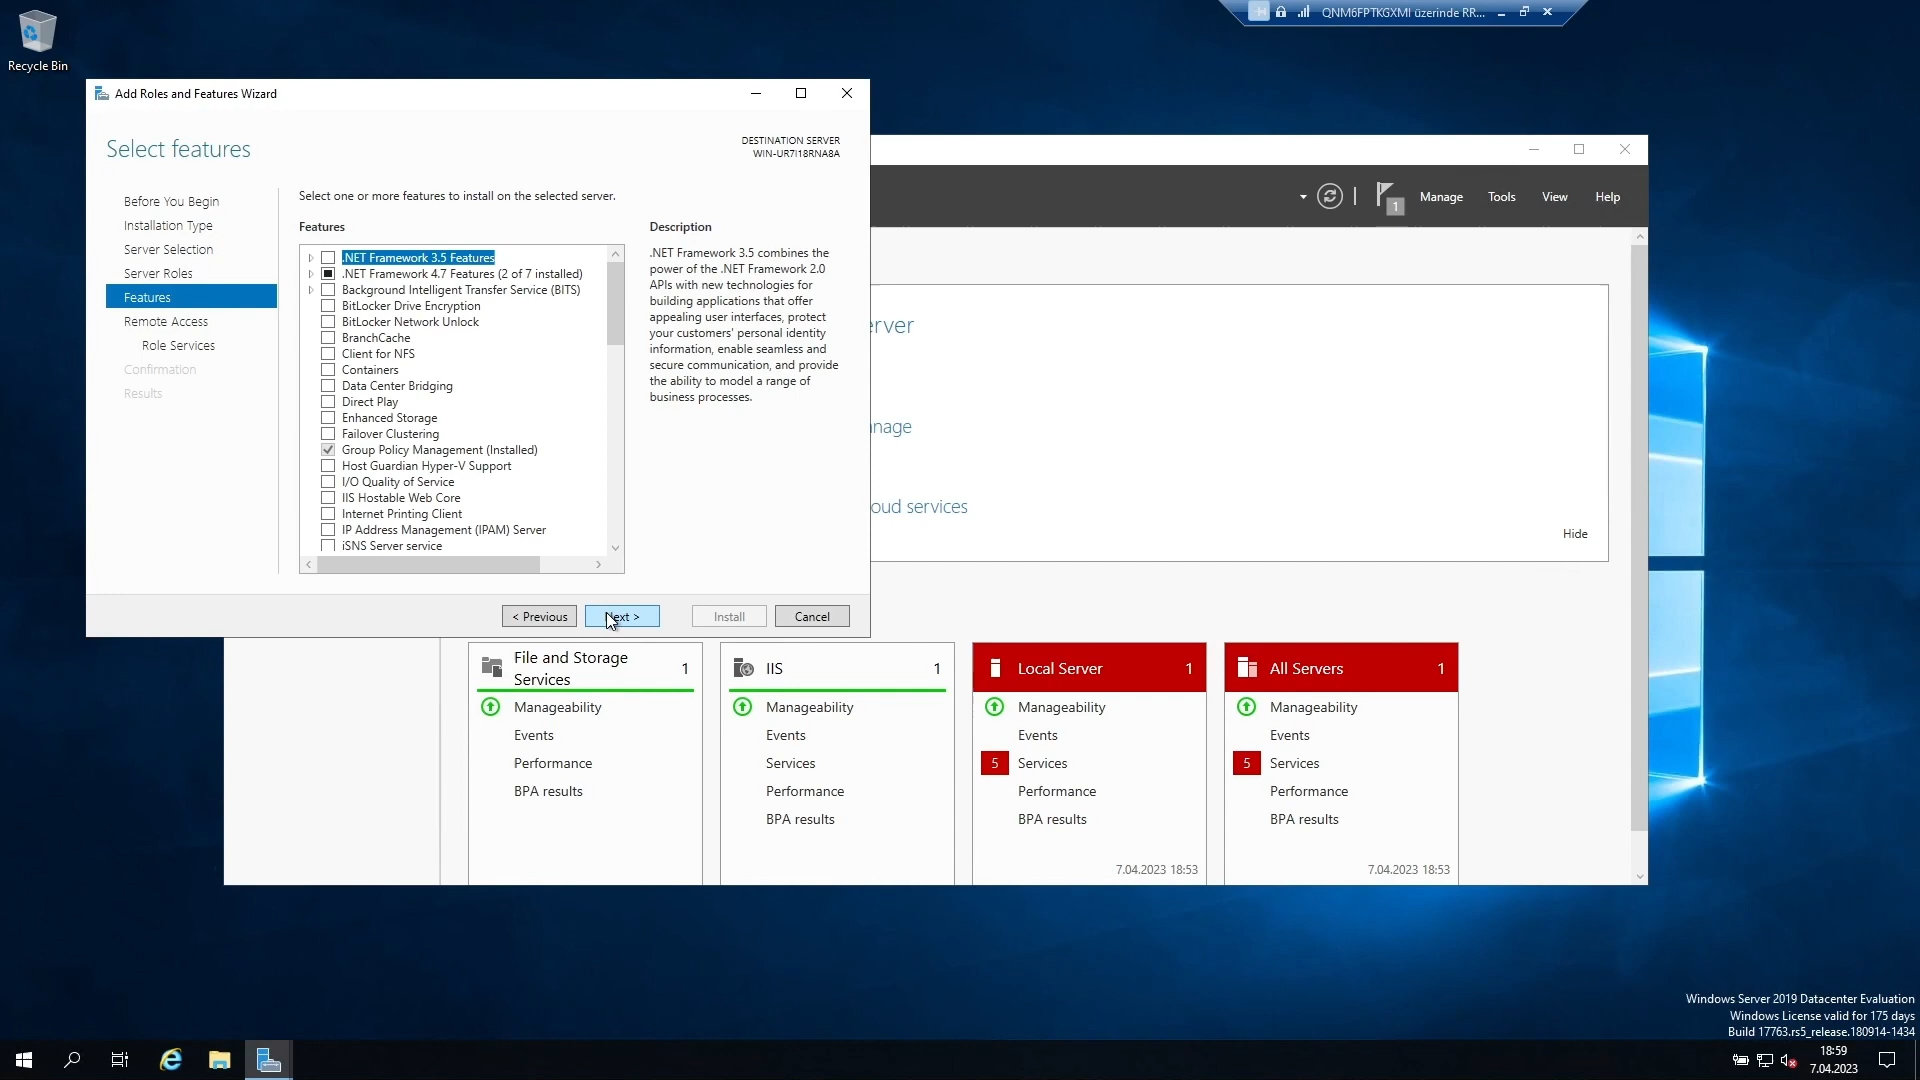 Recycle Bin
QNM6FPTKGXMI üzerinde RR...
Add Roles and Features Wizard
Select features
DESTINATION SERVER
WIN-UR7I18RNA8A
Before You Begin
Installation Type
Server Selection
Server Roles
Features
Remote Access
Role Services
Confirmation
Results
Select one or more features to install on the selected server.
Features
.NET Framework 3.5 Features
.NET Framework 4.7 Features (2 of 7 installed)
Background Intelligent Transfer Service (BITS)
BitLocker Drive Encryption
BitLocker Network Unlock
BranchCache
Client for NFS
Containers
Data Center Bridging
Direct Play
Enhanced Storage
Failover Clustering
Group Policy Management (Installed)
Host Guardian Hyper-V Support
I/O Quality of Service
IIS Hostable Web Core
Internet Printing Client
IP Address Management (IPAM) Server
iSNS Server service
Description
.NET Framework 3.5 combines the
power of the .NET Framework 2.0
APIs with new technologies for
building applications that offer
appealing user interfaces, protect
your customers' personal identity
information, enable seamless and
secure communication, and provide
the ability to model a range of
business processes.
< Previous
ext >
Install
Cancel
1
Manage
Tools
View
Help
erver
anage
oud services
Hide
File and Storage
Services
1
Manageability
Events
Performance
BPA results
IIS
1
Manageability
Events
Services
Performance
BPA results
Local Server
1
Manageability
Events
5
Services
Performance
BPA results
7.04.2023 18:53
All Servers
1
Manageability
Events
5
Services
Performance
BPA results
7.04.2023 18:53
Windows Server 2019 Datacenter Evaluation
Windows License valid for 175 days
Build 17763.rs5_release.180914-1434
18:59
7.04.2023